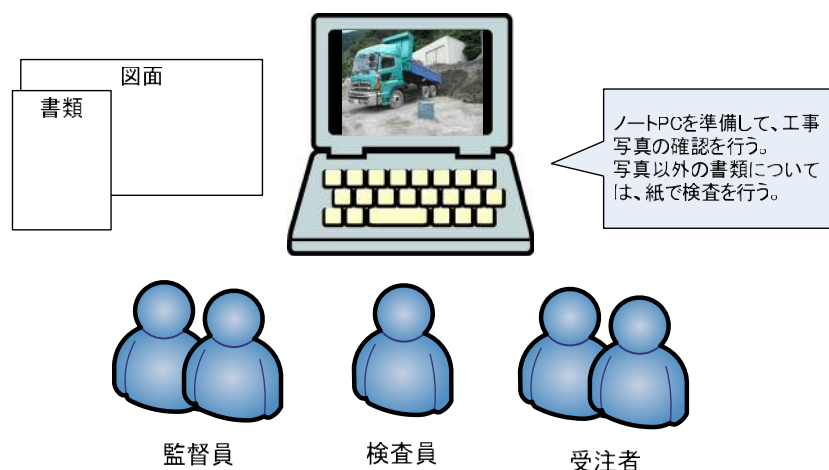 図面
書類
ノートPCを準備して、工事
写真の確認を行う。
写真以外の書類について
は、紙で検査を行う。
監督員
検査員
受注者